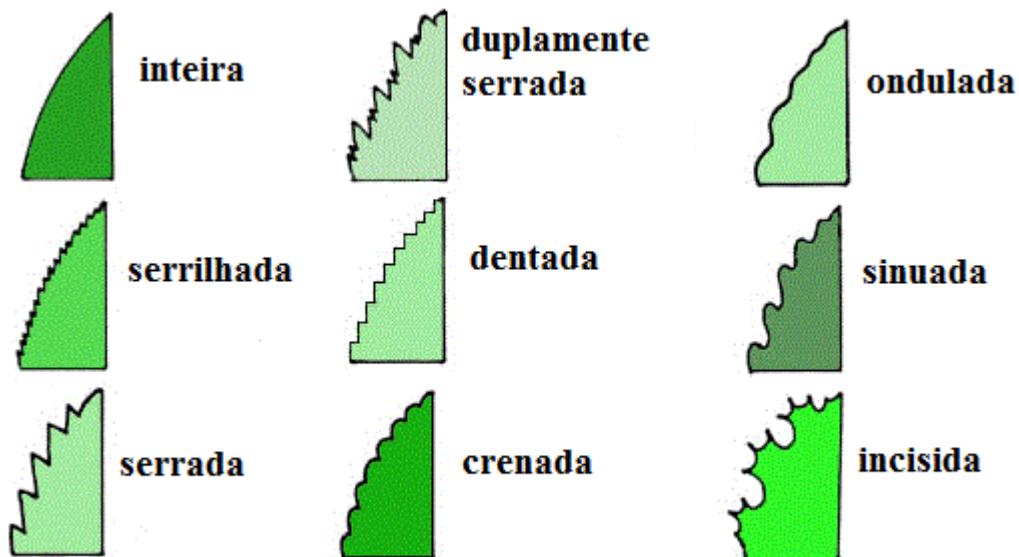 inteira
duplamente
serrada
ondulada
serrilhada
dentada
sinuada
serrada
crenada
incisida